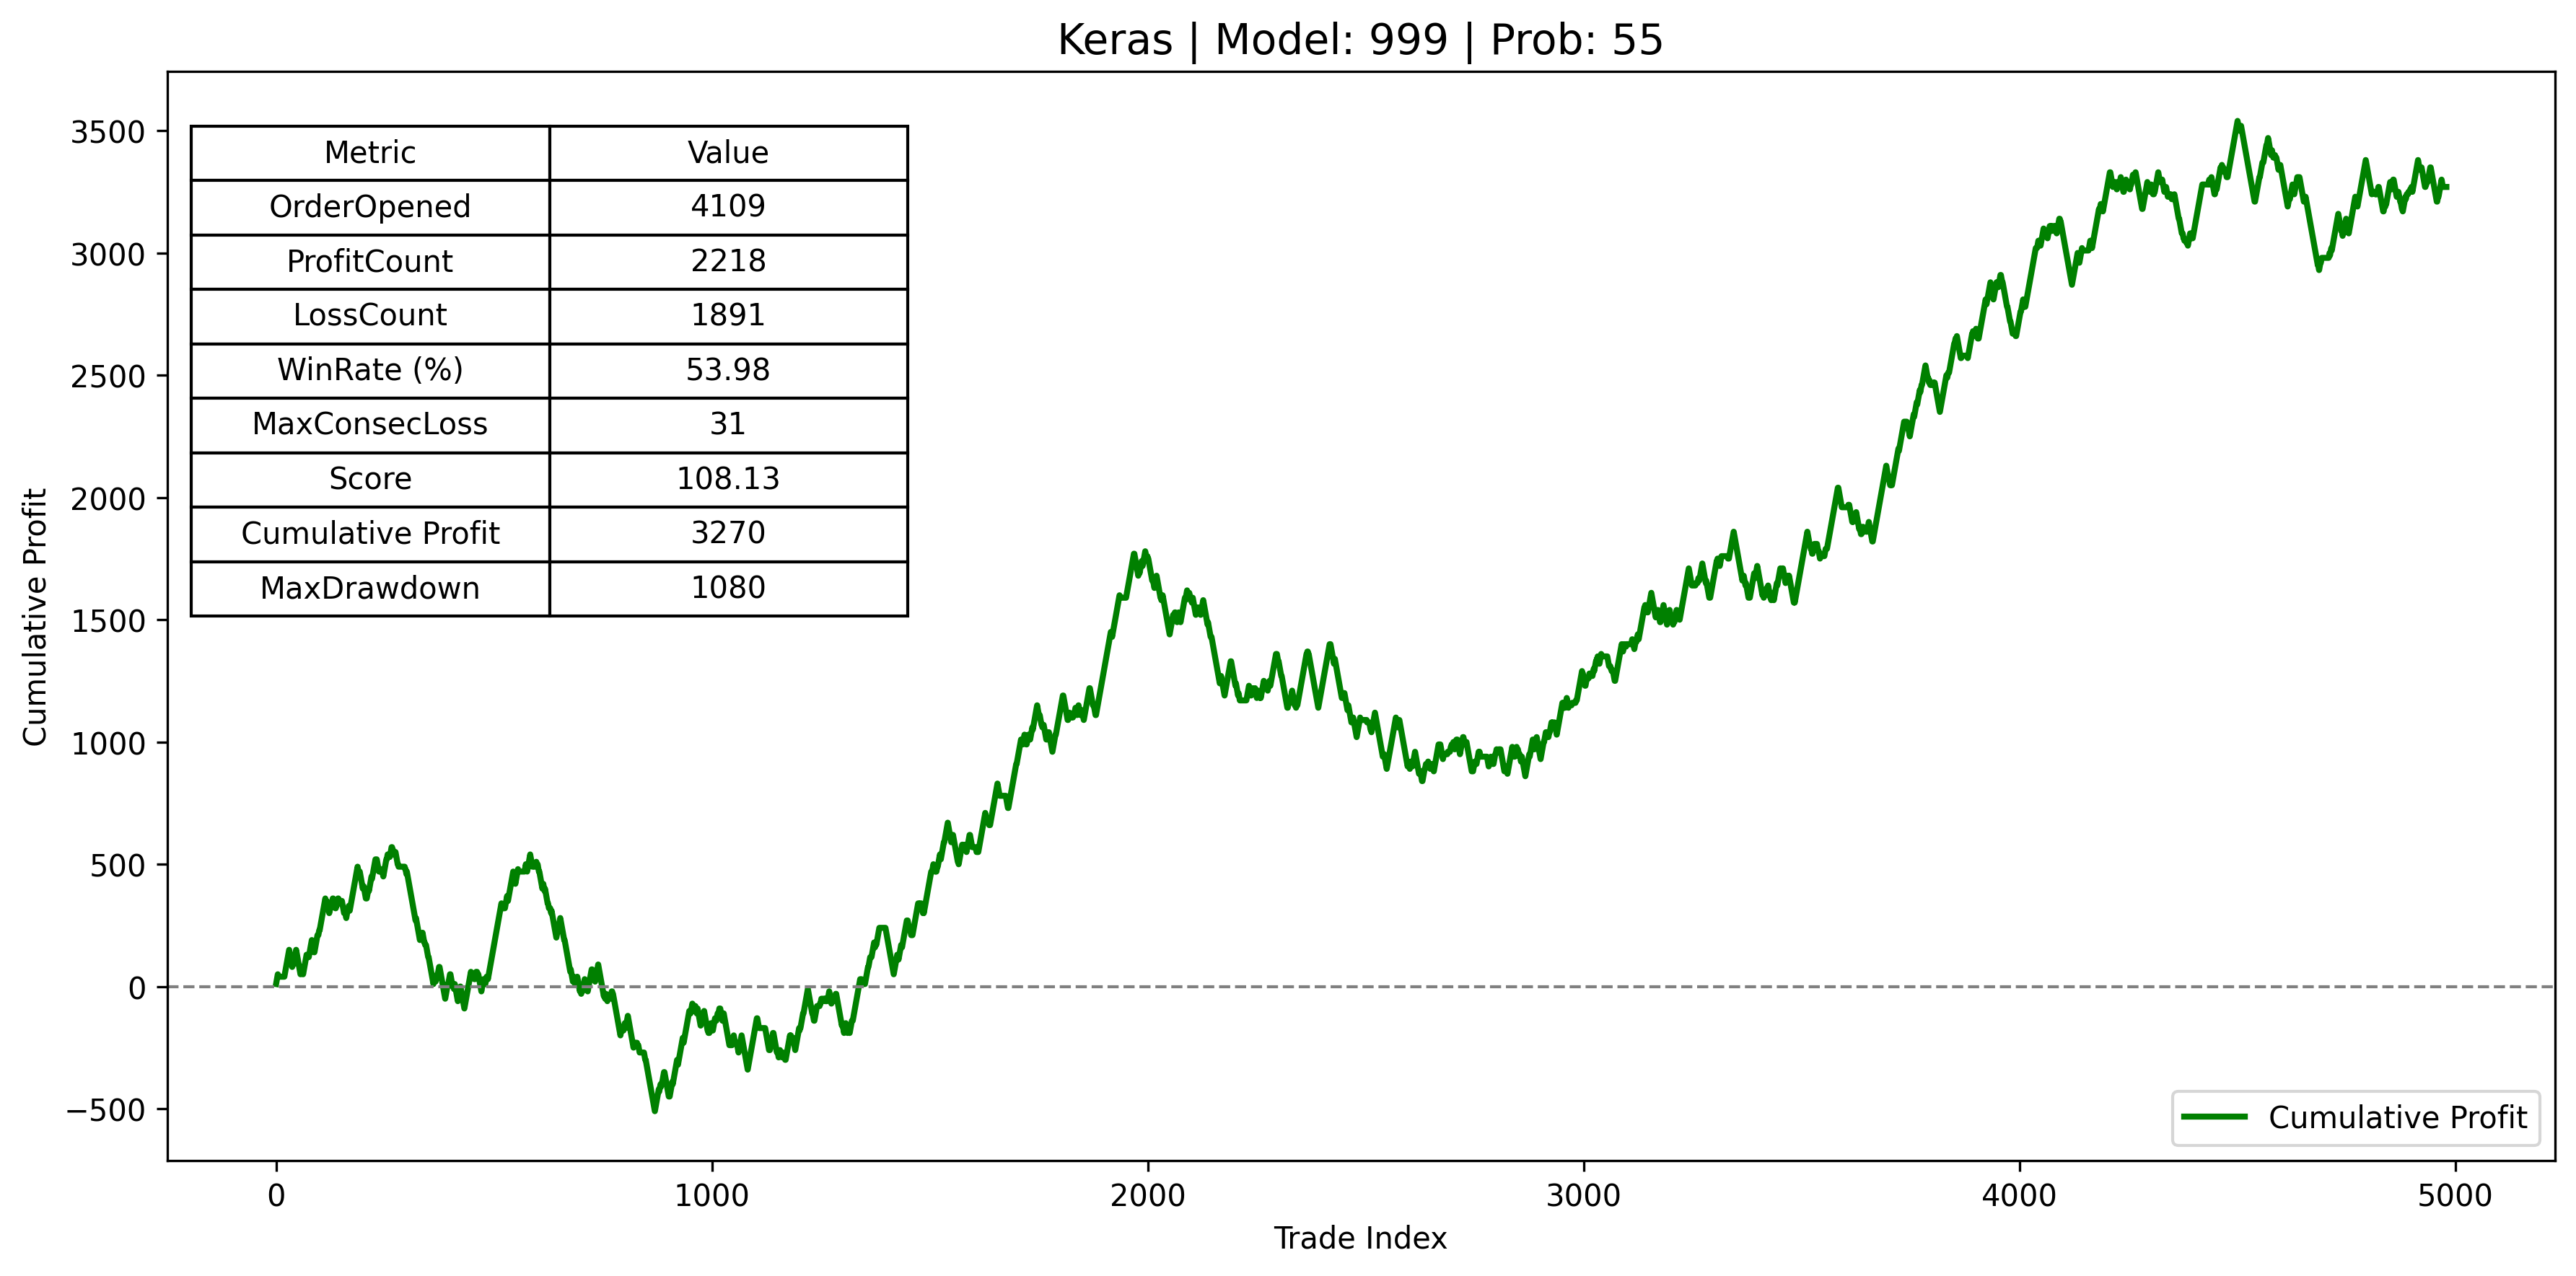 Keras | Model: 999 | Prob: 55
Metric Value
OrderOpened 4109
ProfitCount 2218
LossCount 1891
WinRate (%) 53.98
MaxConsecLoss 31
Score 108.13
Cumulative Profit 3270
MaxDrawdown 1080
Cumulative Profit
3500
3000
2500
2000
1500
1000
500
0
−500
0 1000 2000 3000 4000 5000
Trade Index
Cumulative Profit